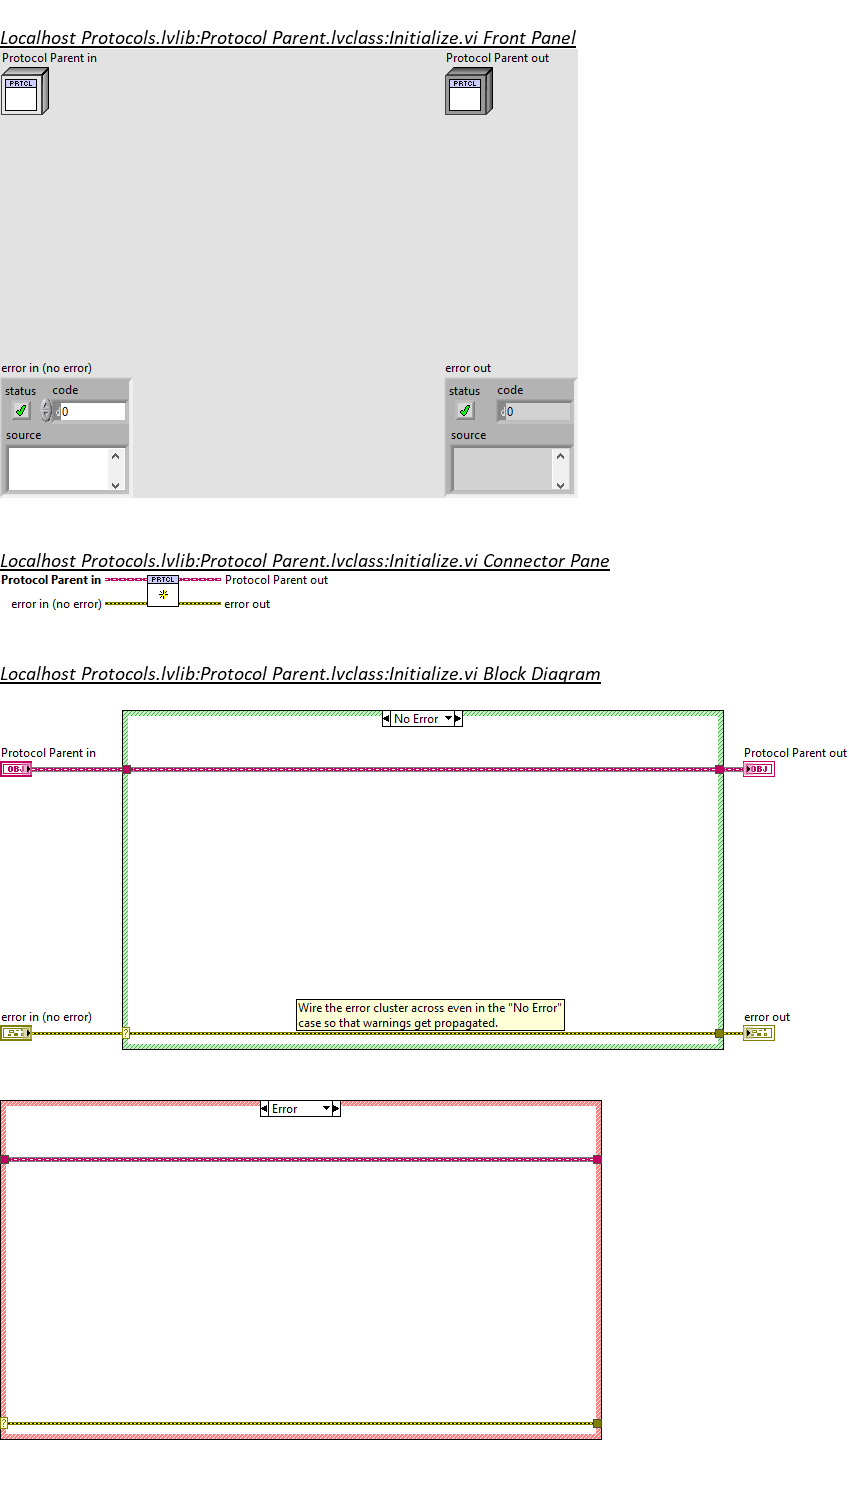 Localhost Protocols.lvlib:Protocol Parent.lvclass:Initialize.vi Front Panel
Protocol Parent in
Protocol Parent out
PRTCL
PRTCL
error in (no error)
error out
status
code
status
code
d
0
d
0
source
source
Localhost Protocols.lvlib:Protocol Parent.lvclass:Initialize.vi Connector Pane
Protocol Parent in
PRTCL
Protocol Parent out
error in (no error)
error out
Localhost Protocols.lvlib:Protocol Parent.lvclass:Initialize.vi Block Diagram
No Error
Protocol Parent in
Protocol Parent out
OBJ
OBJ
Wire the error cluster across even in the "No Error"
case so that warnings get propagated.
error in (no error)
error out
?
Error
?